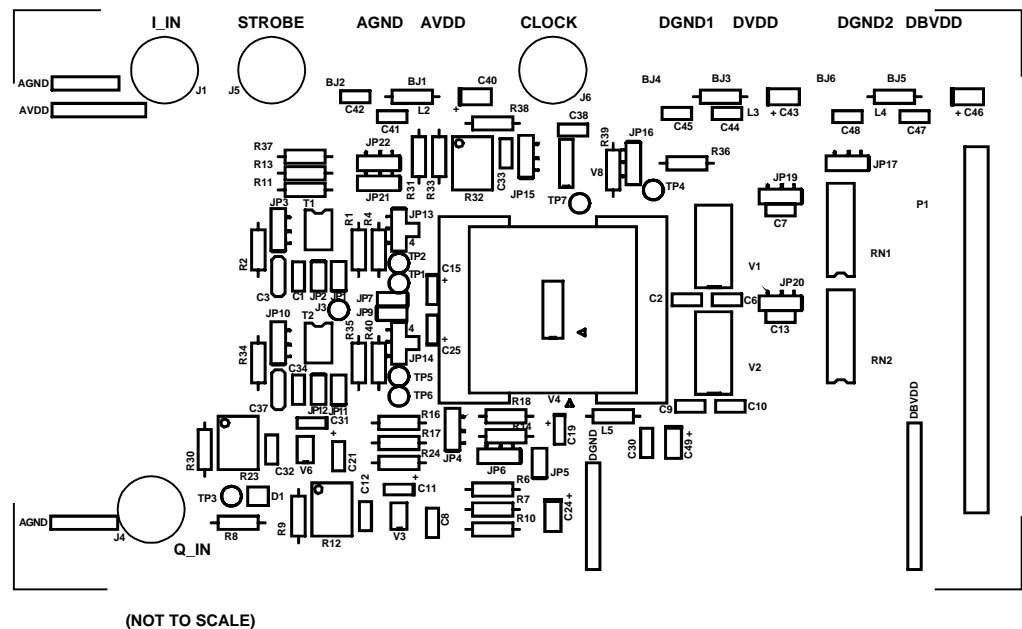 I_IN STROBE AGND AVDD CLOCK DGND1 DVDD DGND2 DBVDD
AGND
AVDD
J1
J5
J6
BJ2
C42
BJ1
L2
C41
+
C40
R38
C38
R39
JP16
BJ4
C45
BJ3
C44
L3
+ C43
BJ6
C48
BJ5
L4
C47
+ C46
R37
R13
R11
JP22
JP21
R31
R33
R32
C33
JP15
TP7
V8
TP4
R36
JP19
C7
JP17
P1
JP3
T1
R1
R4
JP13
4
R2
TP2
TP1
C15
+
C3
C1
JP2
JP1
J3
JP7
JP9
C2
C6
V1
JP20
C13
RN1
JP10
T2
R35
R40
4
JP14
+
C25
R34
C34
TP5
TP6
V2
RN2
C37
JP12
JP11
C31
V4
C9
C10
R16
R17
R24
JP4
R18
R14
JP6
+
C19
L5
DGND
C30
C49
+
DBVDD
R30
R23
C32
V6
+
C21
JP5
TP3
D1
R9
R12
C12
+
C11
V3
C8
R6
R7
R10
C24
+
AGND
J4
R8
Q_IN
(NOT TO SCALE)